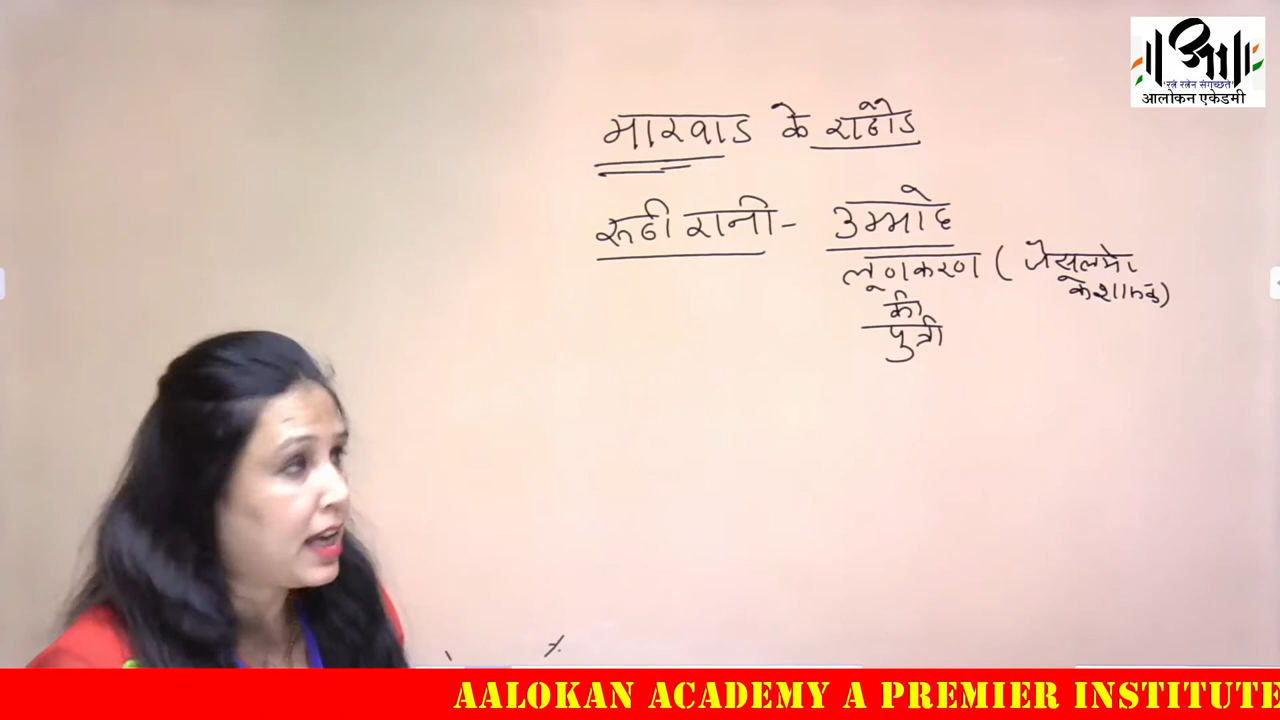 मारवाड के राठौड
रूठी रानी - उम्मादे
लूणकरण (जैसलमेर
के शासक)
की
पुत्री
आलोकन एकेडमी
AALOKAN ACADEMY A PREMIER INSTITUTE